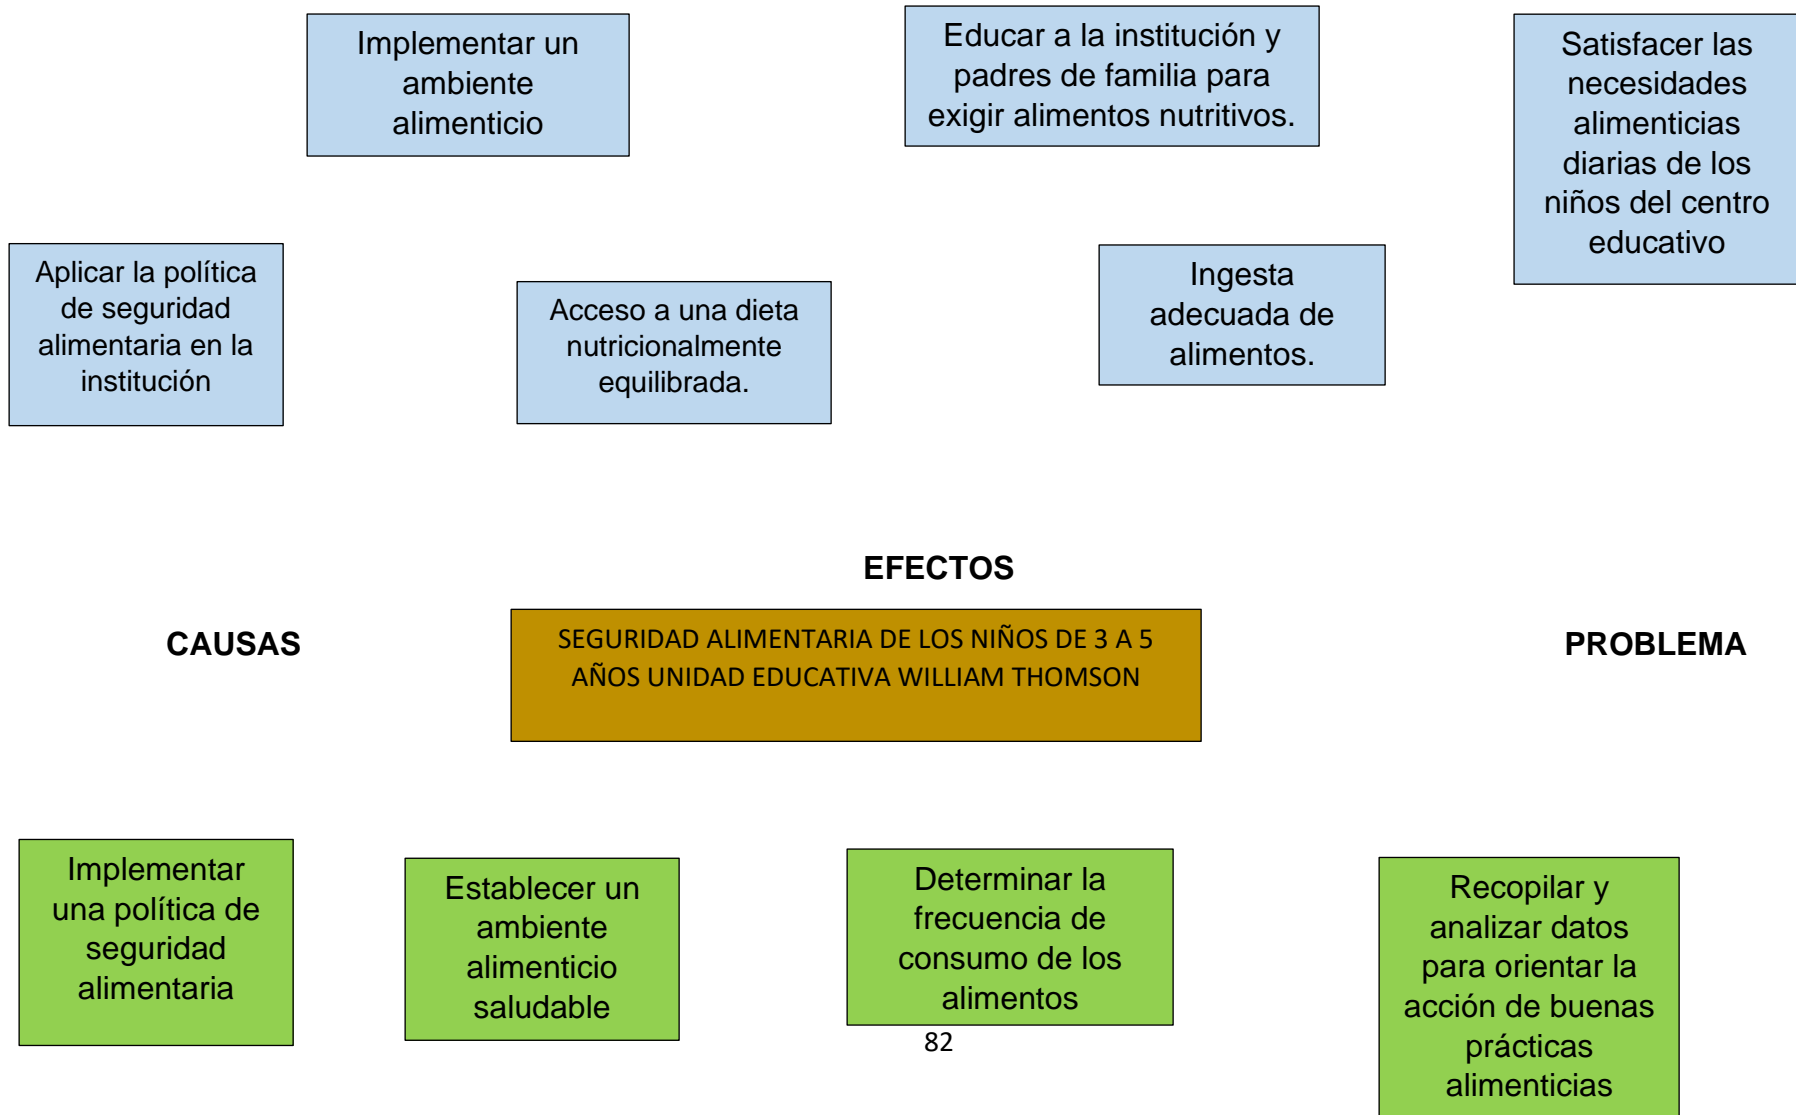 Implementar un
ambiente
alimenticio
Educar a la institución y
padres de familia para
exigir alimentos nutritivos.
Satisfacer las
necesidades
alimenticias
diarias de los
niños del centro
educativo
Aplicar la política
de seguridad
alimentaria en la
institución
Acceso a una dieta
nutricionalmente
equilibrada.
Ingesta
adecuada de
alimentos.
EFECTOS
CAUSAS
SEGURIDAD ALIMENTARIA DE LOS NIÑOS DE 3 A 5
AÑOS UNIDAD EDUCATIVA WILLIAM THOMSON
PROBLEMA
Implementar
una política de
seguridad
alimentaria
Establecer un
ambiente
alimenticio
saludable
Determinar la
frecuencia de
consumo de los
alimentos
Recopilar y
analizar datos
para orientar la
acción de buenas
prácticas
alimenticias
82